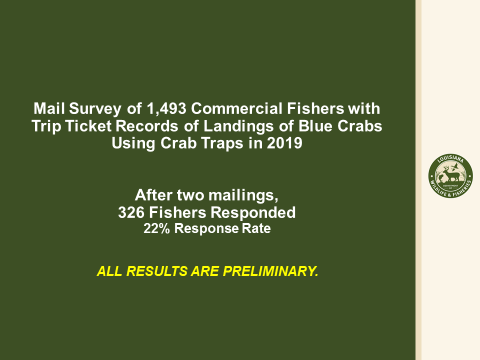 Mail Survey of 1,493 Commercial Fishers with
Trip Ticket Records of Landings of Blue Crabs
Using Crab Traps in 2019
After two mailings,
326 Fishers Responded
22% Response Rate
ALL RESULTS ARE PRELIMINARY.
LOUISIANA
WILDLIFE & FISHERIES